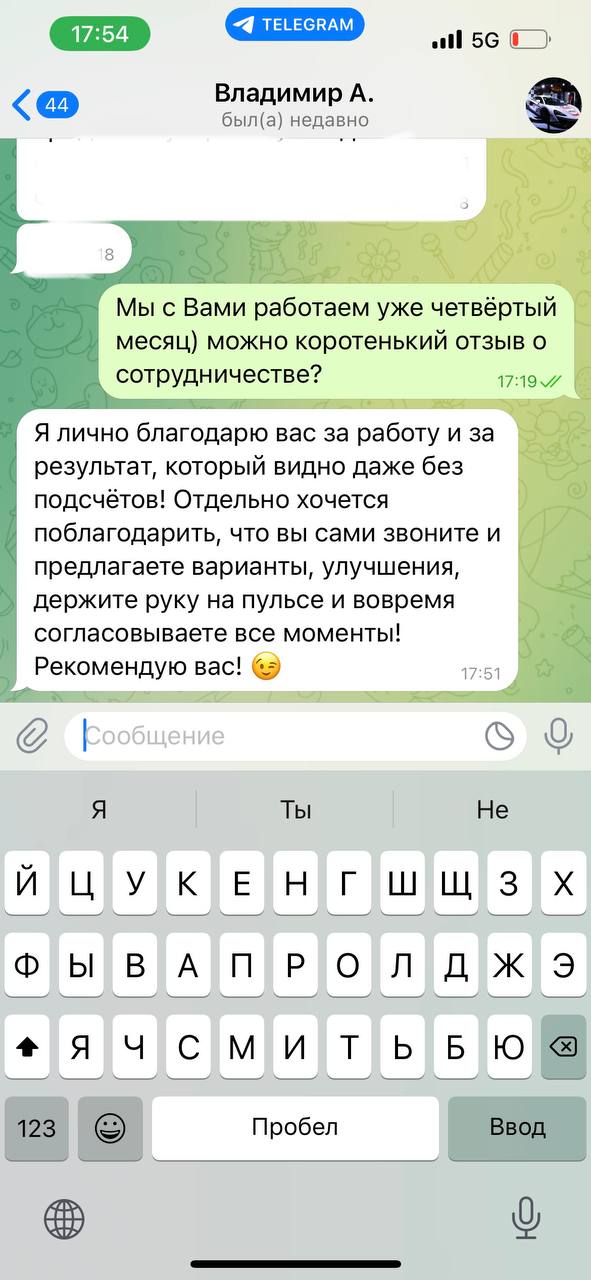 17:54
TELEGRAM
5G
44
Владимир А.
был(а) недавно
8
18
Мы с Вами работаем уже четвёртый
месяц) можно коротенький отзыв о
сотрудничестве?
17:19
Я лично благодарю вас за работу и за
результат, который видно даже без
подсчётов! Отдельно хочется
поблагодарить, что вы сами звоните и
предлагаете варианты, улучшения,
держите руку на пульсе и вовремя
согласовываете все моменты!
Рекомендую вас! 😉
17:51
Сообщение
Я Ты Не
Й Ц У К Е Н Г Ш Щ З Х
Ф Ы В А П Р О Л Д Ж Э
Я Ч С М И Т Ь Б Ю
123 Пробел Ввод